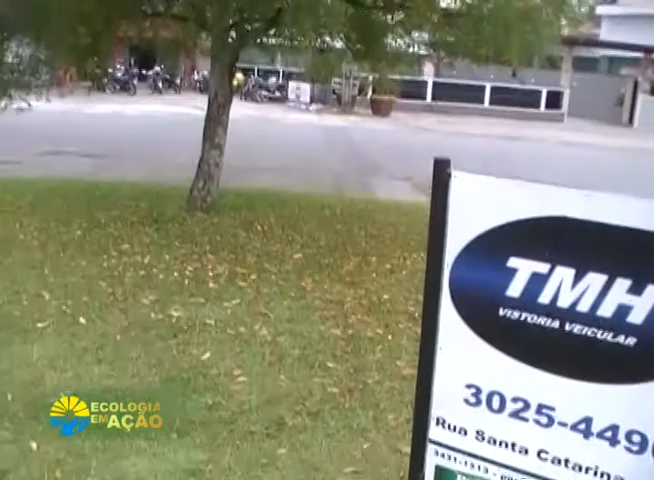 TMH
VISTORIA VEICULAR
3025-449
Rua Santa Catarina
ECOLOGIA
EM AÇÃO